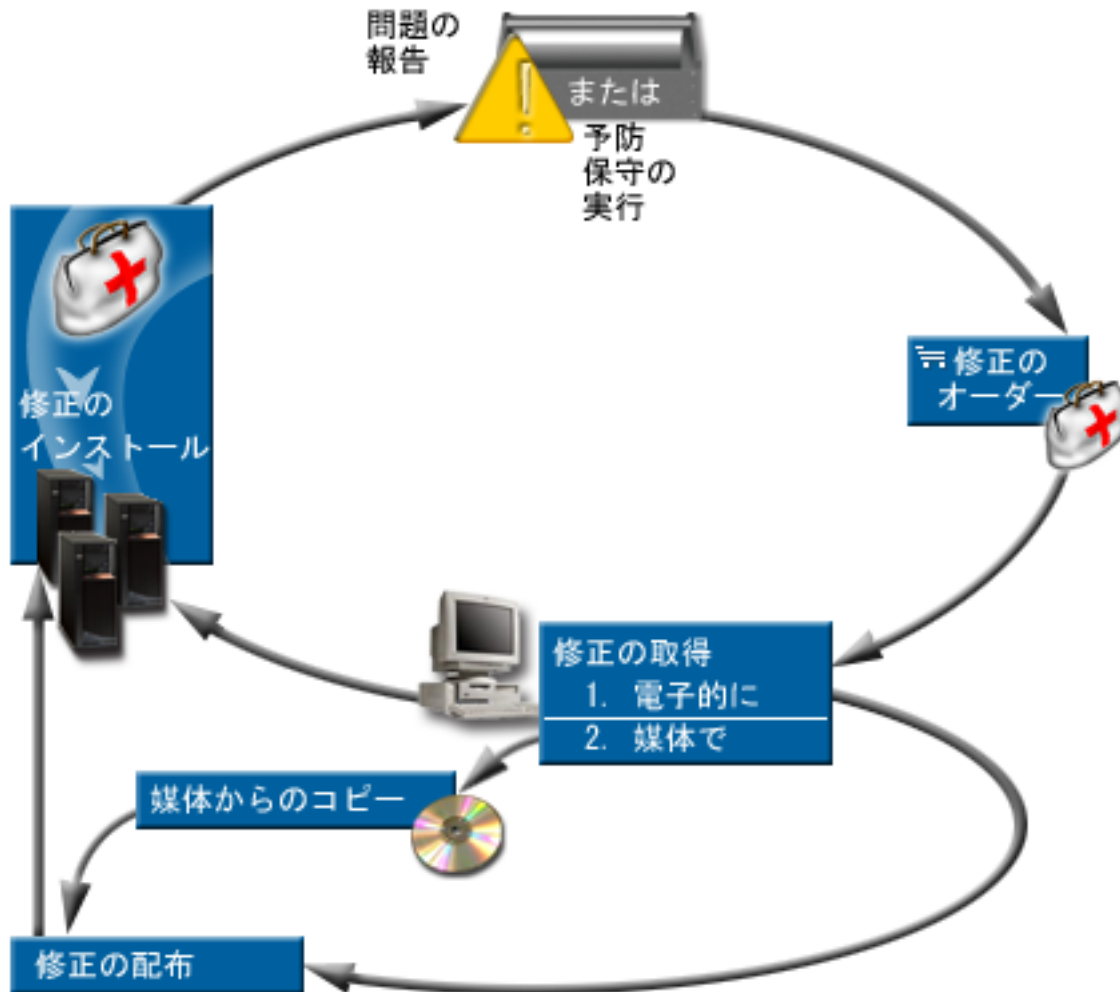 問題の
報告
または
予防
保守の
実行
修正の
オーダー
修正の
インストール
修正の取得
1. 電子的に
2. 媒体で
媒体からのコピー
修正の配布